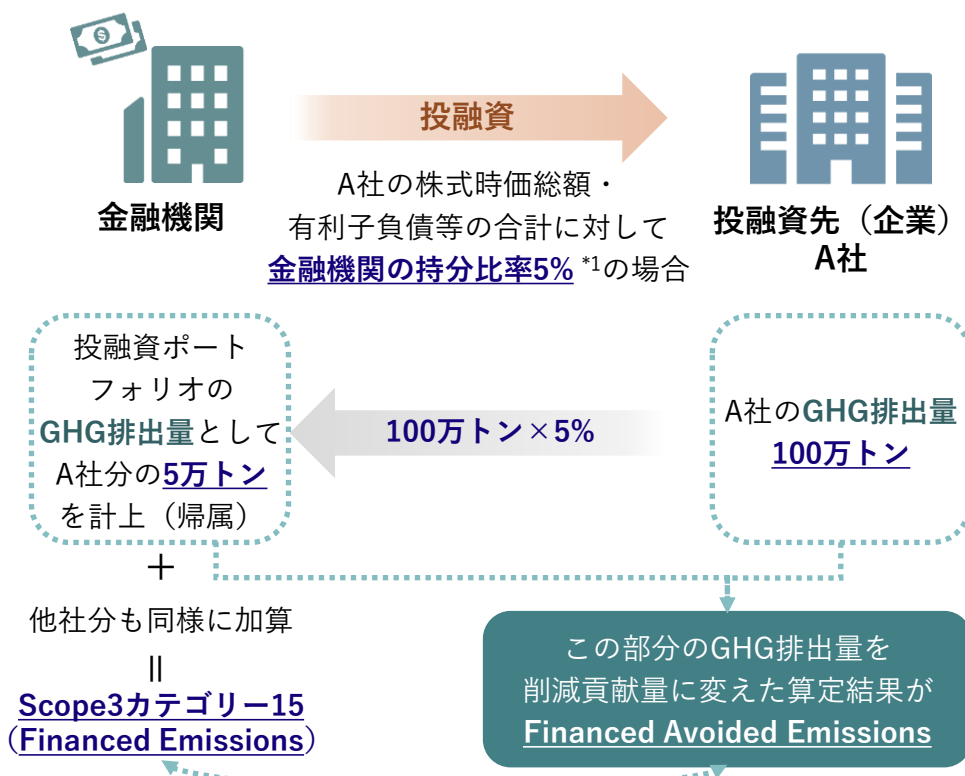 $
金融機関
投融資
A社の株式時価総額・
有利子負債等の合計に対して
金融機関の持分比率5% *1の場合
投融資先（企業）
A社
投融資ポート
フォリオの
GHG排出量として
A社分の5万トン
を計上（帰属）
100万トン×5%
A社のGHG排出量
100万トン
＋
他社分も同様に加算
＝
Scope3カテゴリー15
（Financed Emissions）
この部分のGHG排出量を
削減貢献量に変えた算定結果が
Financed Avoided Emissions